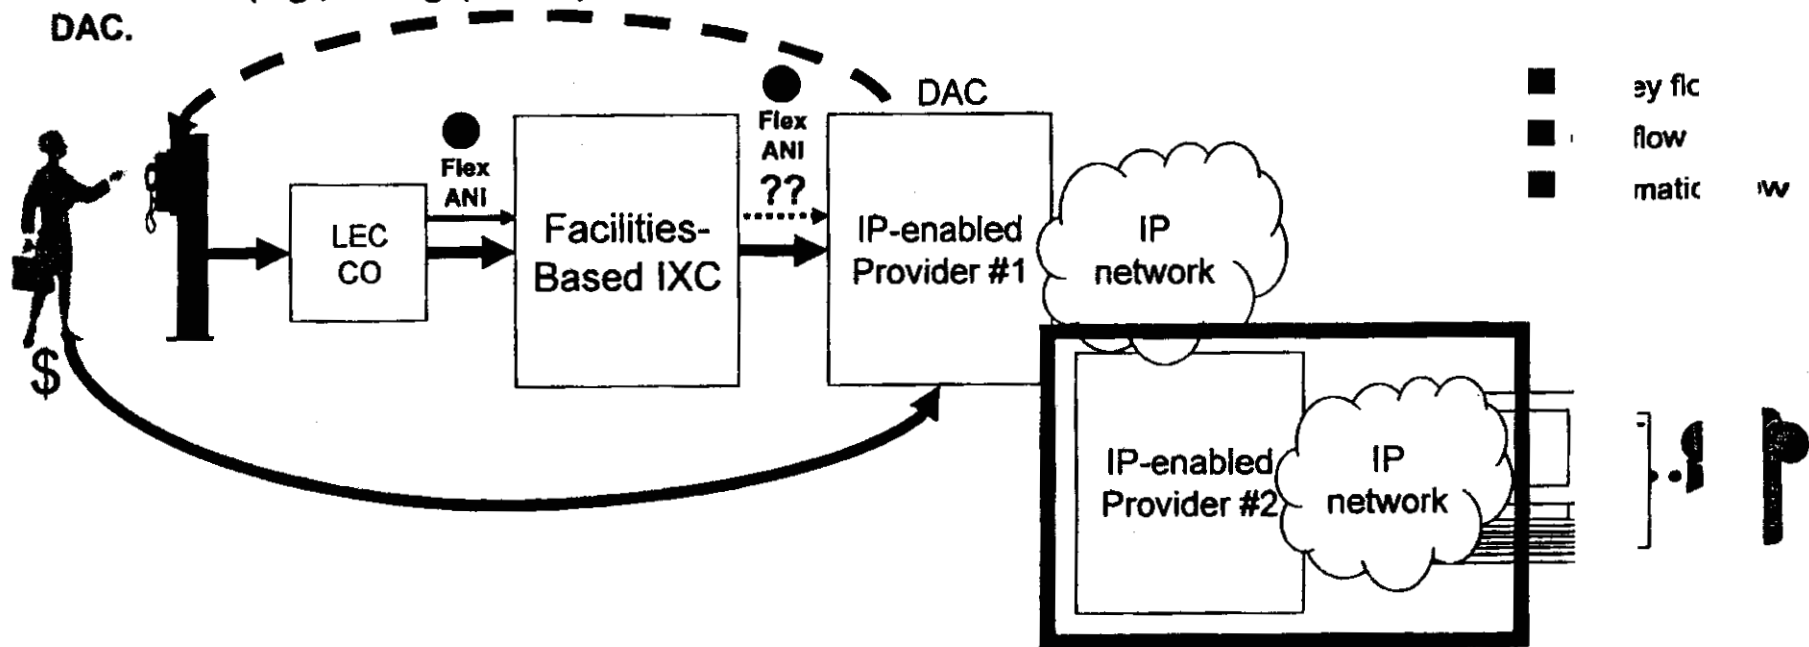 DAC.
DAC
Flex
ANI
Flex
ANI
??
LEC
CO
Facilities-
Based IXC
IP-enabled
Provider #1
IP
network
flow
$
IP-enabled
Provider #2
IP
network